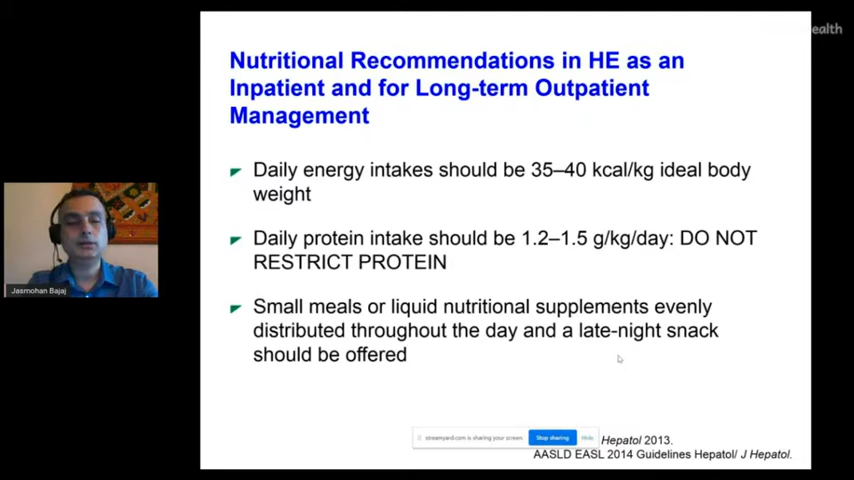 Nutritional Recommendations in HE as an
Inpatient and for Long-term Outpatient
Management
Daily energy intakes should be 35–40 kcal/kg ideal body
weight
Daily protein intake should be 1.2–1.5 g/kg/day: DO NOT
RESTRICT PROTEIN
Small meals or liquid nutritional supplements evenly
distributed throughout the day and a late-night snack
should be offered
Jasmohan Bajaj
streamyard.com is sharing your screen.
Stop sharing
Hide
Hepatol 2013.
AASLD EASL 2014 Guidelines Hepatol/ J Hepatol.